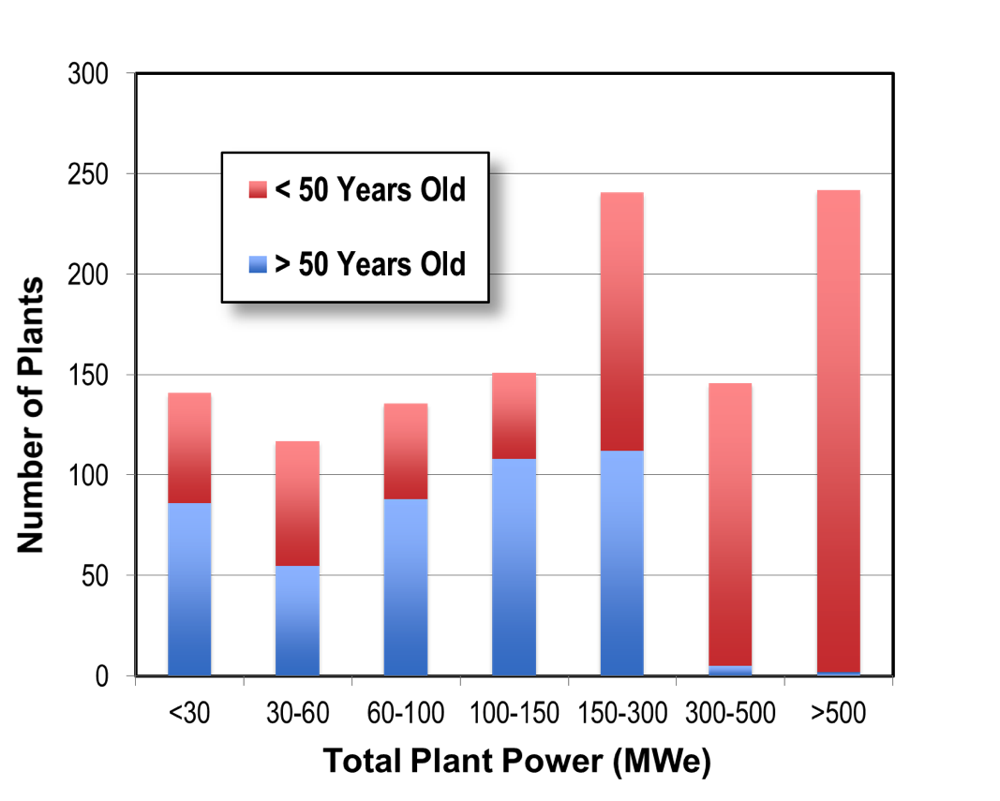 300
250
200
150
100
50
0
< 50 Years Old
> 50 Years Old
Number of Plants
<30 30-60 60-100 100-150 150-300 300-500 >500
Total Plant Power (MWe)